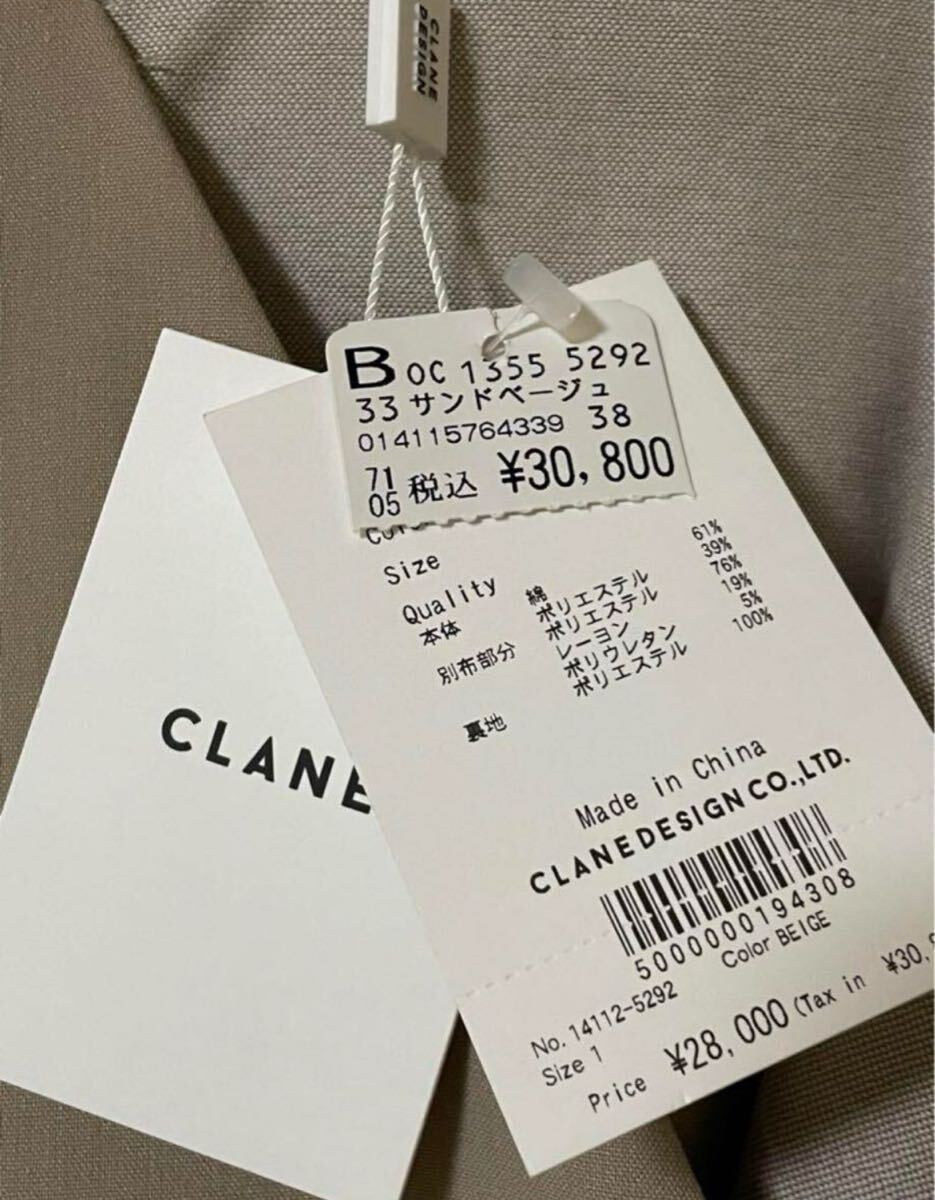 CLANE
DESIGN
B OC 1355 5292
33 サンドベージュ
014115764339 38
71
05 税込 ¥30,800
Size
Quality
本体 綿 61%
ポリエステル 39%
別布部分 ポリエステル 76%
レーヨン 19%
ポリウレタン 5%
裏地 ポリエステル 100%
Made in China
CLANE DESIGN CO.,LTD.
5000000194308
No. 14112-5292 Color BEIGE
Size 1
Price ¥28,000 (Tax in ¥30,
CLANE